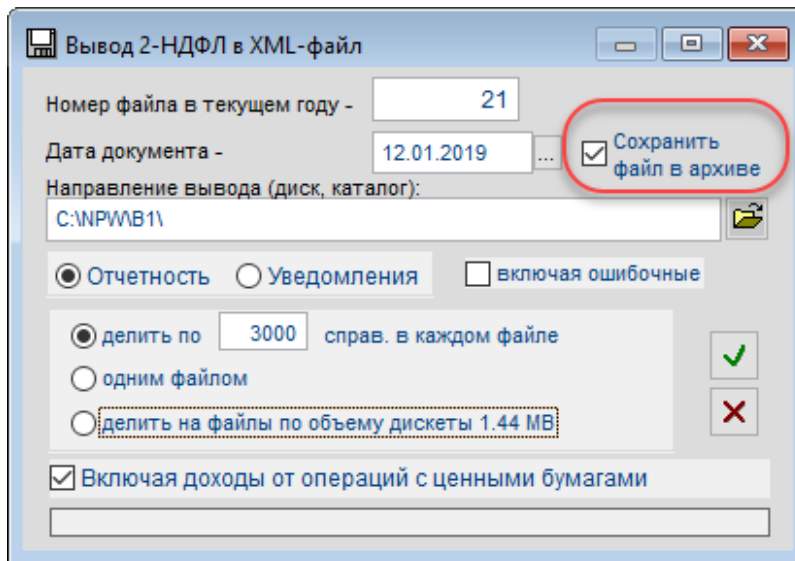 Вывод 2-НДФЛ в XML-файл
Номер файла в текущем году -
21
Дата документа -
12.01.2019
...
Сохранить
файл в архиве
Направление вывода (диск, каталог):
C:\NPW\B1\
Отчетность
Уведомления
включая ошибочные
делить по 3000 справ. в каждом файле
одним файлом
делить на файлы по объему дискеты 1.44 МВ
Включая доходы от операций с ценными бумагами